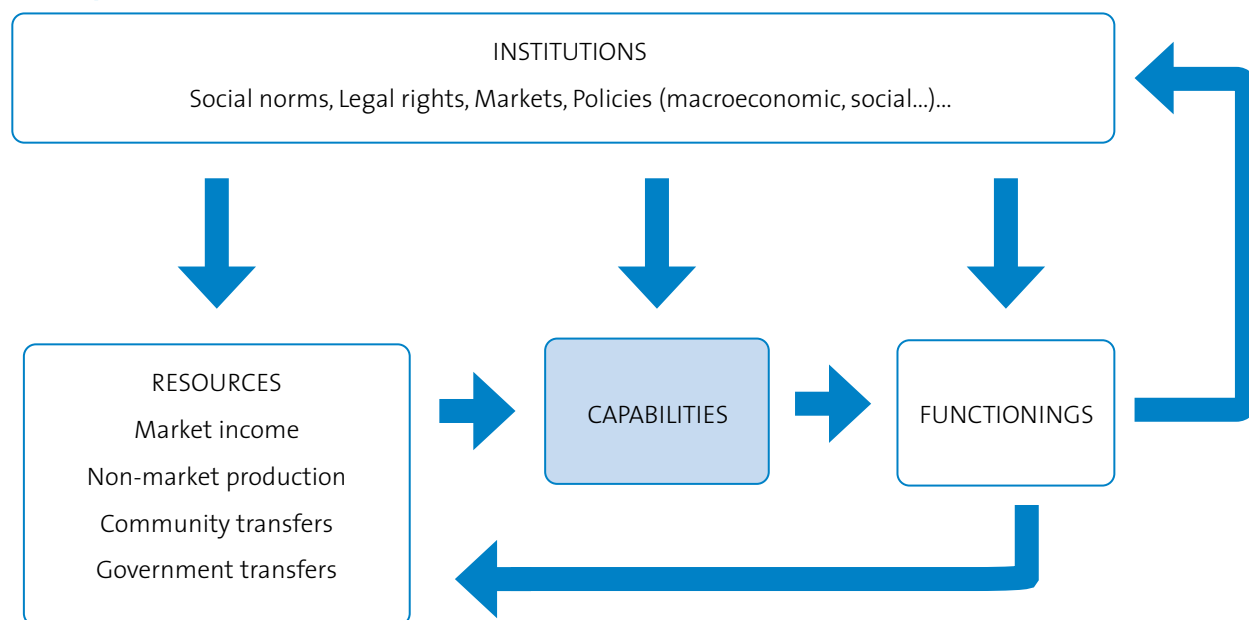 INSTITUTIONS
Social norms, Legal rights, Markets, Policies (macroeconomic, social...)...
RESOURCES
Market income
Non-market production
Community transfers
Government transfers
CAPABILITIES
FUNCTIONINGS